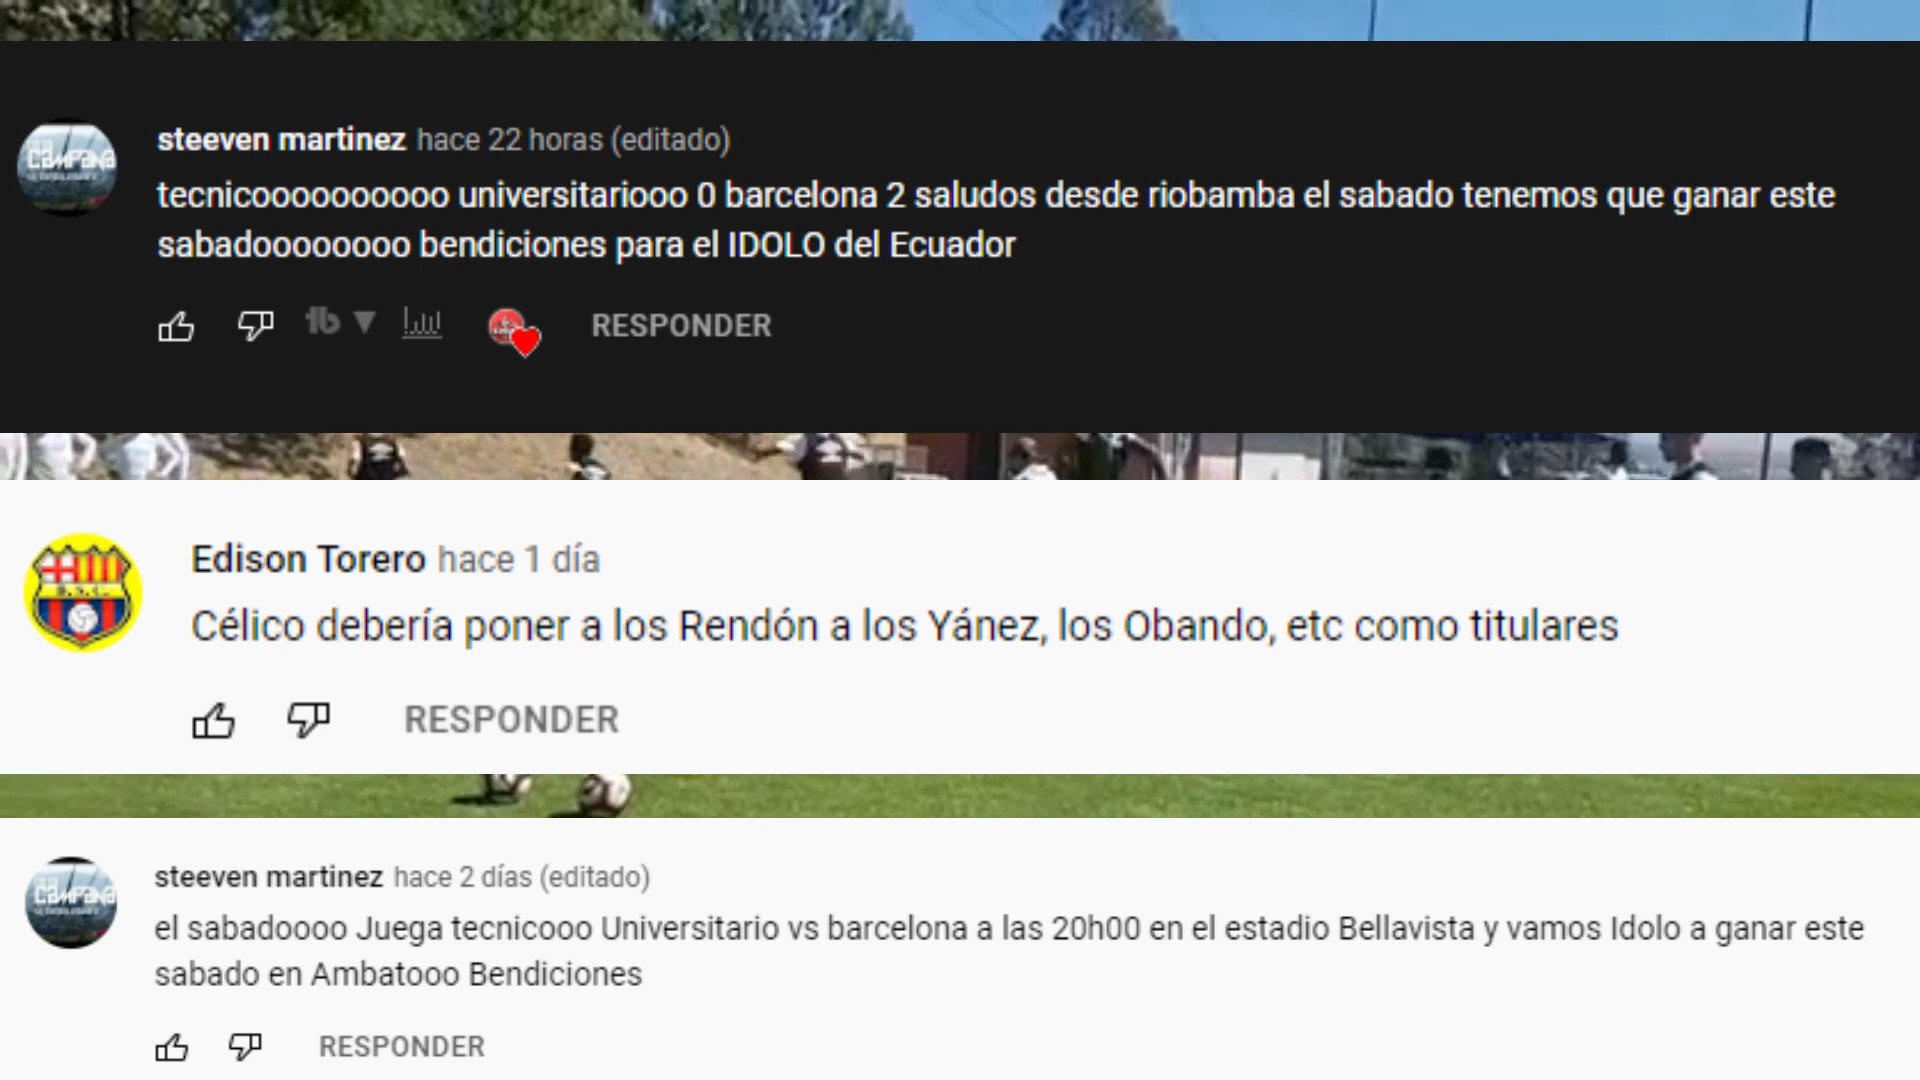 steeven martinez hace 22 horas (editado)
tecnicoooooooooo universitariooo 0 barcelona 2 saludos desde riobamba el sabado tenemos que ganar este
sabadoooooooo bendiciones para el IDOLO del Ecuador
RESPONDER
Edison Torero hace 1 día
Célico debería poner a los Rendón a los Yánez, los Obando, etc como titulares
RESPONDER
steeven martinez hace 2 días (editado)
el sabadoooo Juega tecnicooo Universitario vs barcelona a las 20h00 en el estadio Bellavista y vamos Idolo a ganar este
sabado en Ambatooo Bendiciones
RESPONDER